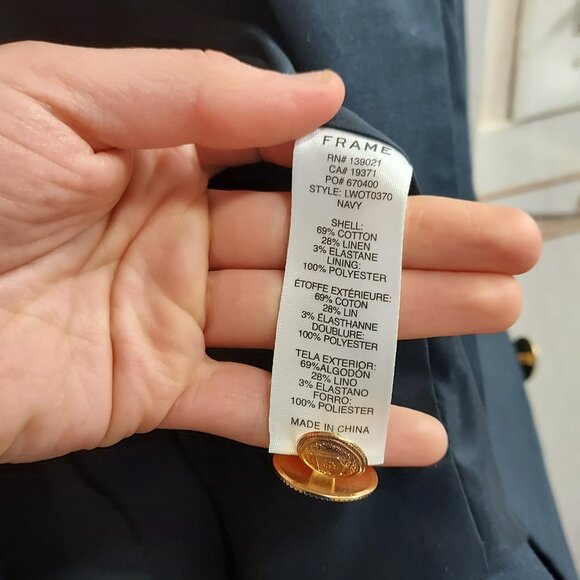 FRAME
RN# 139021
CA# 19371
PO# 670400
STYLE: LWOT0370
NAVY
SHELL:
69% COTTON
28% LINEN
3% ELASTANE
LINING:
100% POLYESTER
ÉTOFFE EXTÉRIEURE:
69% COTON
28% LIN
3% ÉLASTHANNE
DOUBLURE:
100% POLYESTER
TELA EXTERIOR:
69%ALGODÓN
28% LINO
3% ELASTANO
FORRO:
100% POLIESTER
MADE IN CHINA